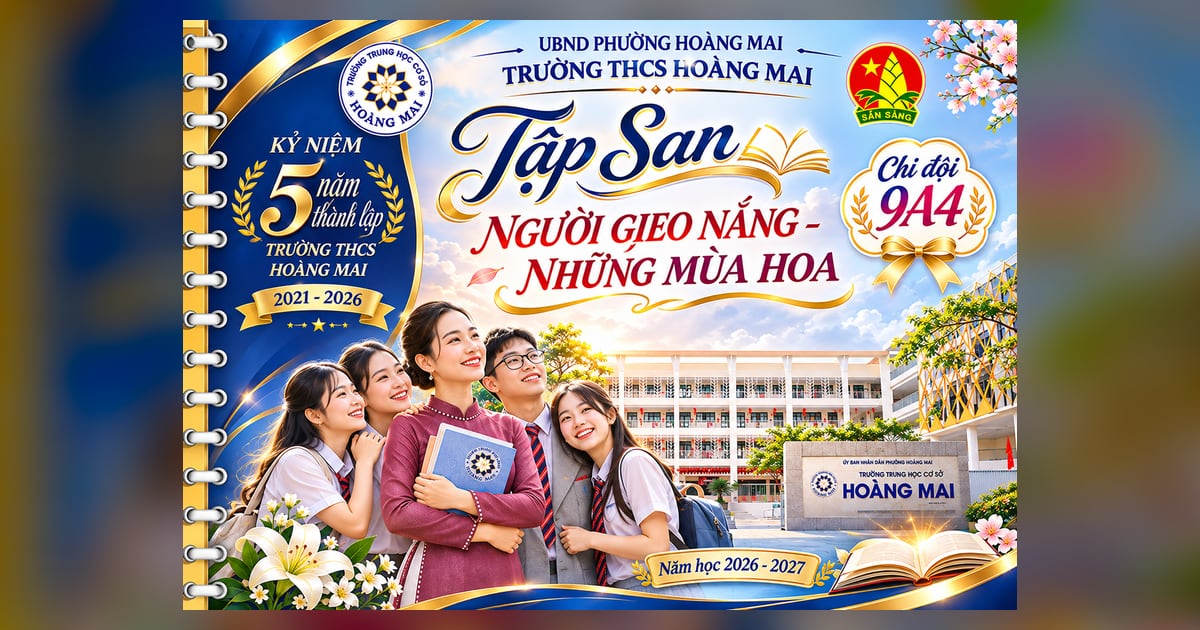 UBND PHƯỜNG HOÀNG MAI
TRƯỜNG THCS HOÀNG MAI
TRƯỜNG TRUNG HỌC CƠ SỞ
HOÀNG MAI
SẴN SÀNG
Tập San
NGƯỜI GIEO NẮNG -
NHỮNG MÙA HOA
Chi đội
9A4
KỶ NIỆM
5 năm
thành lập
TRƯỜNG THCS
HOÀNG MAI
2021 - 2026
HOÀNG MAI
ỦY BAN NHÂN DÂN PHƯỜNG HOÀNG MAI
TRƯỜNG TRUNG HỌC CƠ SỞ
HOÀNG MAI
Năm học 2026 - 2027